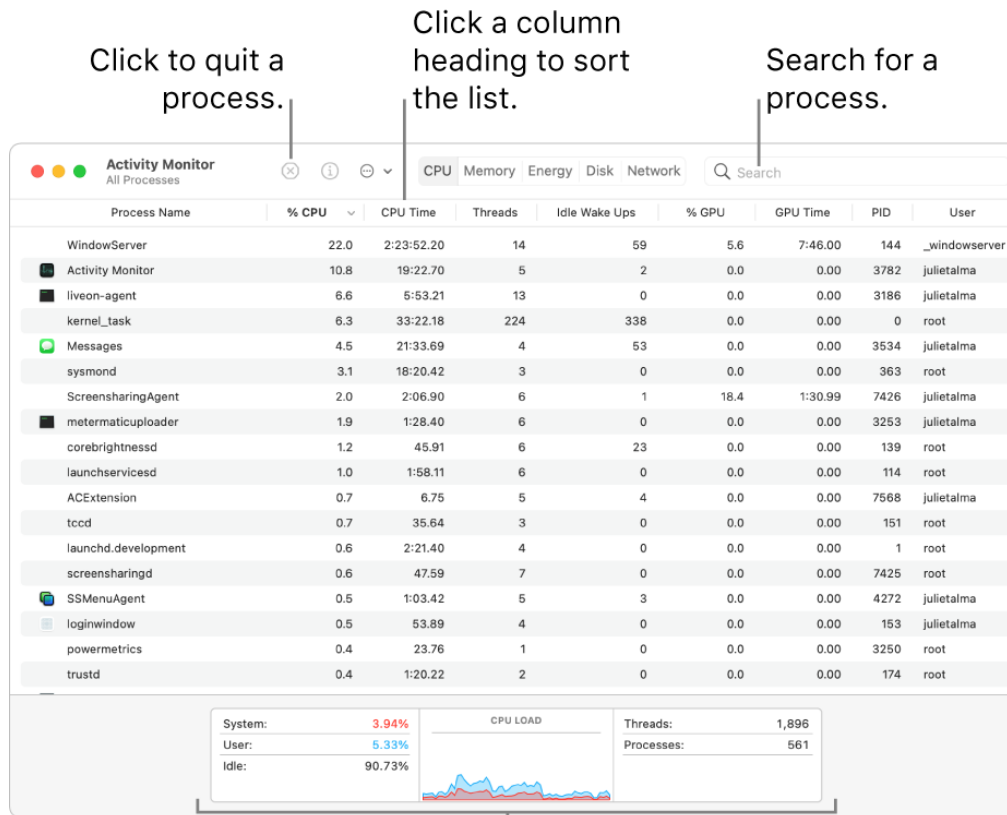 Click to quit a
process.
Click a column
heading to sort
the list.
Search for a
process.
Activity Monitor
All Processes
CPU Memory Energy Disk Network
Search
Process Name % CPU CPU Time Threads Idle Wake Ups % GPU GPU Time PID User
WindowServer 22.0 2:23:52.20 14 59 5.6 7:46.00 144 _windowserver
Activity Monitor 10.8 19:22.70 5 2 0.0 0.00 3782 julietalma
liveon-agent 6.6 5:53.21 13 0 0.0 0.00 3186 julietalma
kernel_task 6.3 33:22.18 224 338 0.0 0.00 0 root
Messages 4.5 21:33.69 4 53 0.0 0.00 3534 julietalma
sysmond 3.1 18:20.42 3 0 0.0 0.00 363 root
ScreensharingAgent 2.0 2:06.90 6 1 18.4 1:30.99 7426 julietalma
metermaticuploader 1.9 1:28.40 6 0 0.0 0.00 3253 julietalma
corebrightnessd 1.2 45.91 6 23 0.0 0.00 139 root
launchservicesd 1.0 1:58.11 6 0 0.0 0.00 114 root
ACExtension 0.7 6.75 5 4 0.0 0.00 7568 julietalma
tccd 0.7 35.64 3 0 0.0 0.00 151 root
launchd.development 0.6 2:21.40 4 0 0.0 0.00 1 root
screensharingd 0.6 47.59 7 0 0.0 0.00 7425 root
SSMenuAgent 0.5 1:03.42 5 3 0.0 0.00 4272 julietalma
loginwindow 0.5 53.89 4 0 0.0 0.00 153 julietalma
powermetrics 0.4 23.76 1 0 0.0 0.00 3250 root
trustd 0.4 1:20.22 2 0 0.0 0.00 174 root
System: 3.94%
User: 5.33%
Idle: 90.73%
CPU LOAD
Threads: 1,896
Processes: 561